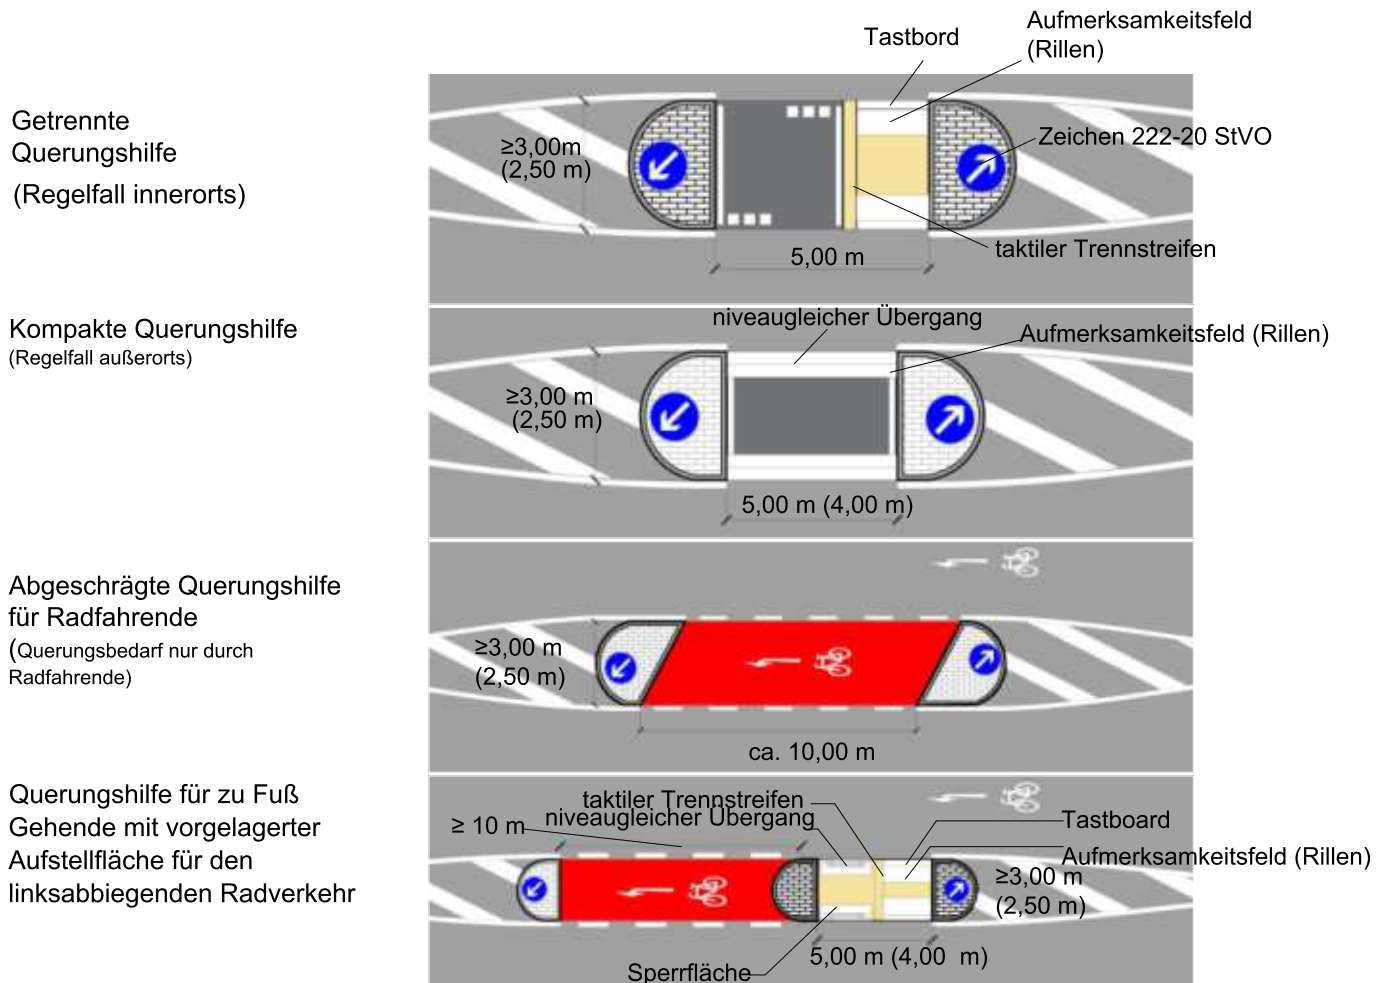 Getrennte
Querungshilfe
(Regelfall innerorts)
Tastbord
Aufmerksamkeitsfeld
(Rillen)
≥3,00m
(2,50 m)
Zeichen 222-20 StVO
taktiler Trennstreifen
5,00 m
Kompakte Querungshilfe
(Regelfall außerorts)
niveaugleicher Übergang
Aufmerksamkeitsfeld (Rillen)
≥3,00 m
(2,50 m)
5,00 m (4,00 m)
Abgeschrägte Querungshilfe
für Radfahrende
(Querungsbedarf nur durch
Radfahrende)
≥3,00 m
(2,50 m)
ca. 10,00 m
Querungshilfe für zu Fuß
Gehende mit vorgelagerter
Aufstellfläche für den
linksabbiegenden Radverkehr
taktiler Trennstreifen
niveaugleicher Übergang
≥ 10 m
Tastboard
Aufmerksamkeitsfeld (Rillen)
≥3,00 m
(2,50 m)
5,00 m (4,00 m)
Sperrfläche